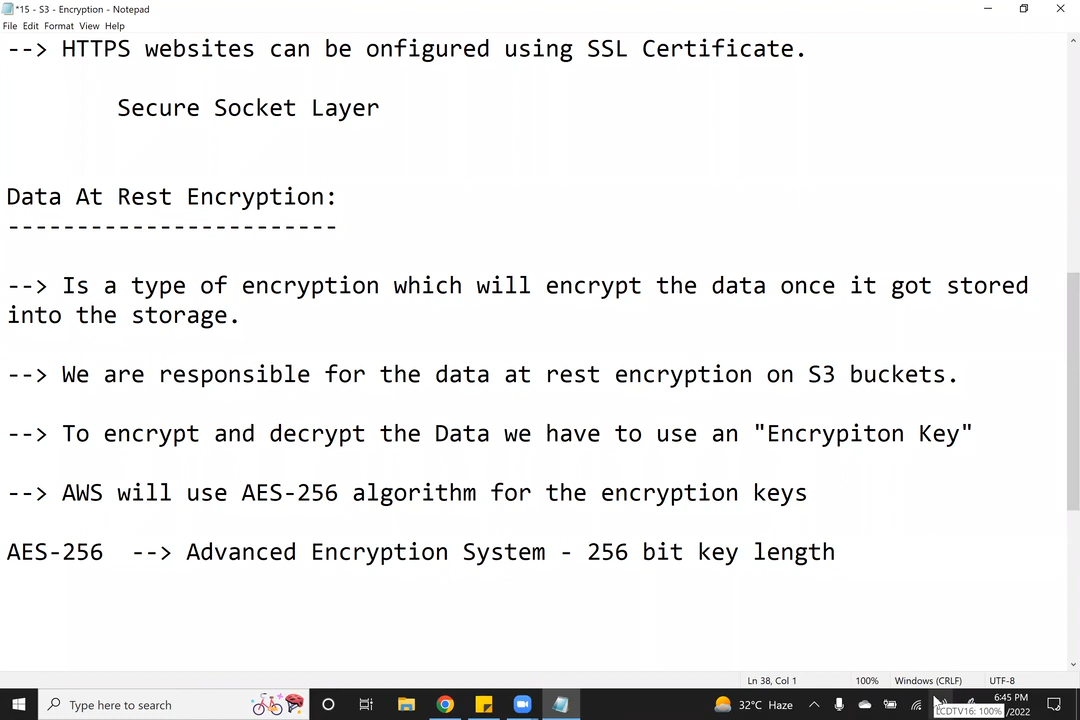 *15 - S3 - Encryption - Notepad
File Edit Format View Help
--> HTTPS websites can be onfigured using SSL Certificate.
Secure Socket Layer
Data At Rest Encryption:
------------------------
--> Is a type of encryption which will encrypt the data once it got stored
into the storage.
--> We are responsible for the data at rest encryption on S3 buckets.
--> To encrypt and decrypt the Data we have to use an "Encrypiton Key"
--> AWS will use AES-256 algorithm for the encryption keys
AES-256 --> Advanced Encryption System - 256 bit key length
Ln 38, Col 1 100% Windows (CRLF) UTF-8
Type here to search
32°C Haze
6:45 PM
/2022
LCDTV16: 100%